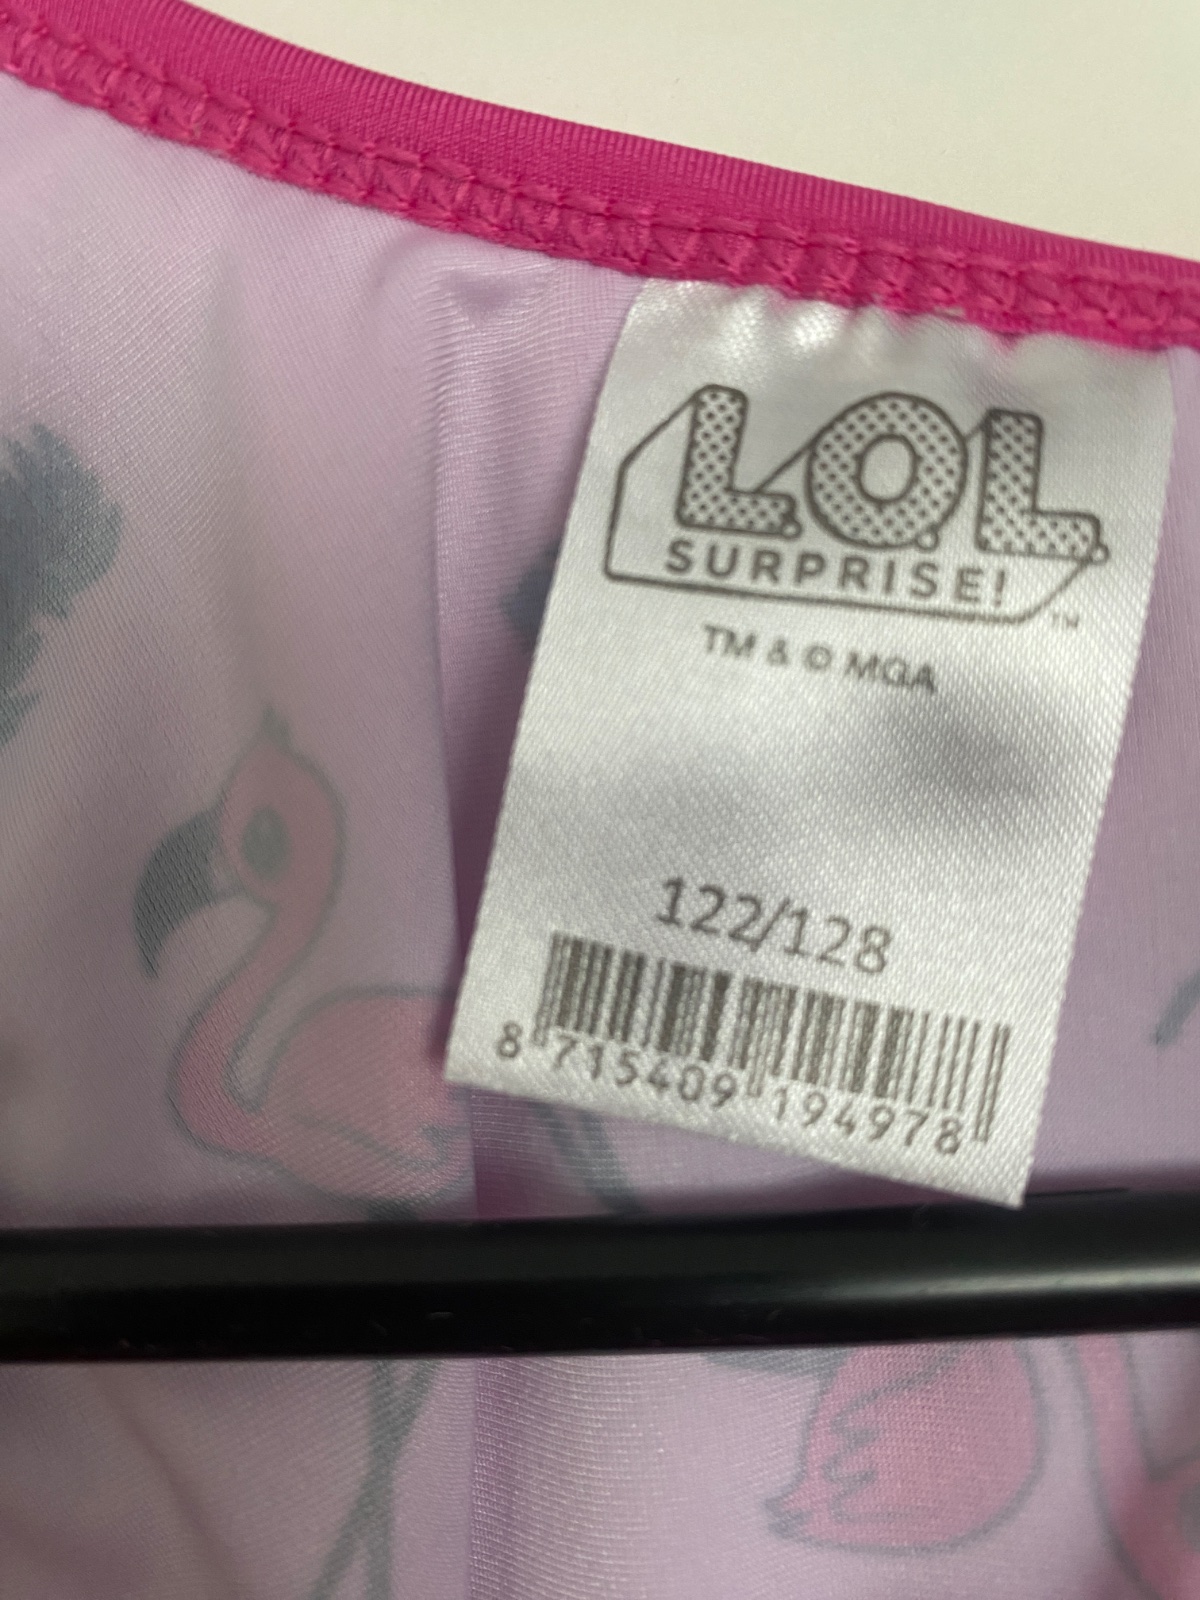 L.O.L.
SURPRISE!™
TM & © MGA
122/128
8 715409 194978